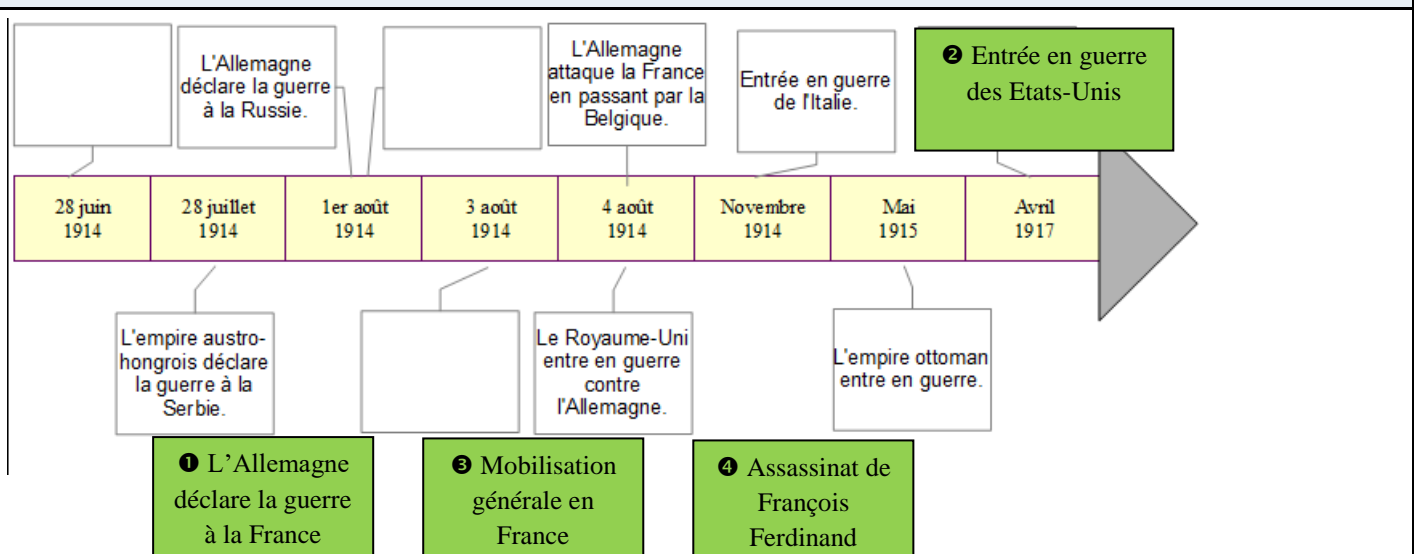 L'Allemagne
déclare la guerre
à la Russie.
L'Allemagne
attaque la France
en passant par la
Belgique.
Entrée en guerre
de l'Italie.
❷ Entrée en guerre
des Etats-Unis
28 juin
1914
28 juillet
1914
1er août
1914
3 août
1914
4 août
1914
Novembre
1914
Mai
1915
Avril
1917
L'empire austro-
hongrois déclare
la guerre à la
Serbie.
Le Royaume-Uni
entre en guerre
contre
l'Allemagne.
L'empire ottoman
entre en guerre.
❶ L’Allemagne
déclare la guerre
à la France
❸ Mobilisation
générale en
France
❹ Assassinat de
François
Ferdinand